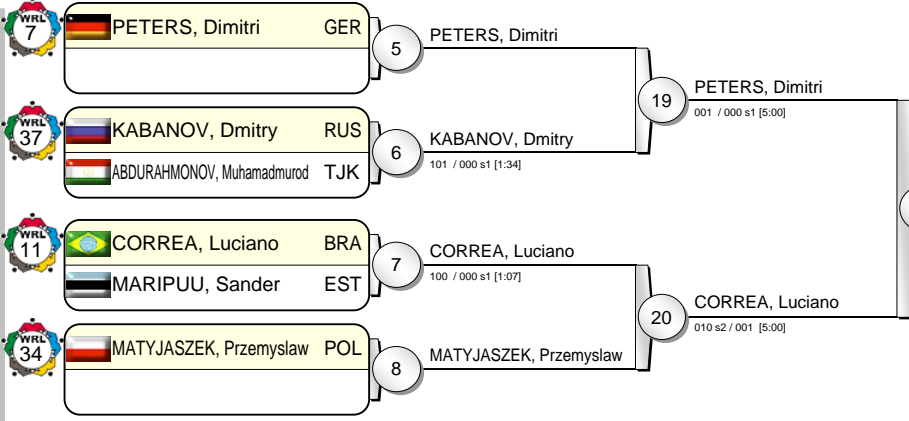 WRL
7
PETERS, Dimitri GER
5
PETERS, Dimitri
19
PETERS, Dimitri
001 / 000 s1 [5:00]
WRL
37
KABANOV, Dmitry RUS
ABDURAHMONOV, Muhamadmurod TJK
6
KABANOV, Dmitry
101 / 000 s1 [1:34]
WRL
11
CORREA, Luciano BRA
MARIPUU, Sander EST
7
CORREA, Luciano
100 / 000 s1 [1:07]
20
CORREA, Luciano
010 s2 / 001 [5:00]
WRL
34
MATYJASZEK, Przemyslaw POL
8
MATYJASZEK, Przemyslaw